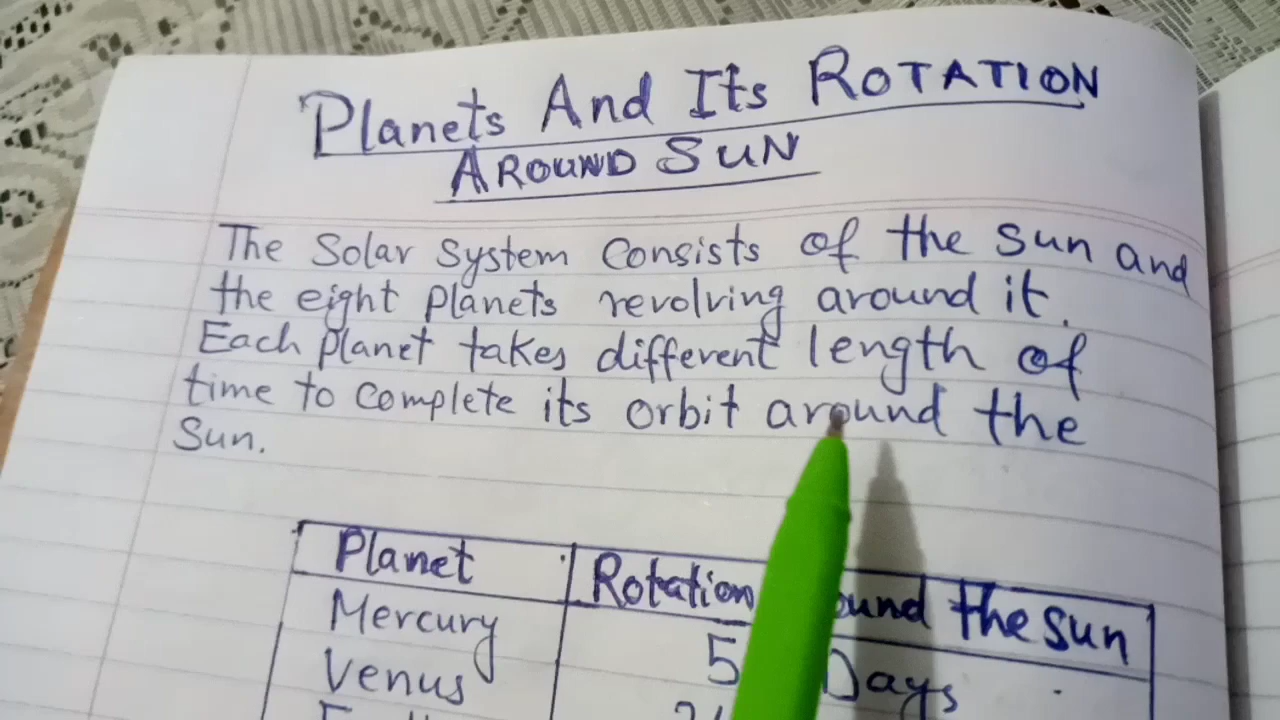 Planets And Its ROTATION
AROUND SUN
The Solar System Consists of the Sun and
the eight Planets revolving around it.
Each Planet takes different length of
time to complete its orbit around the
Sun.
Planet Rotation the sun
Mercury Days
Venus